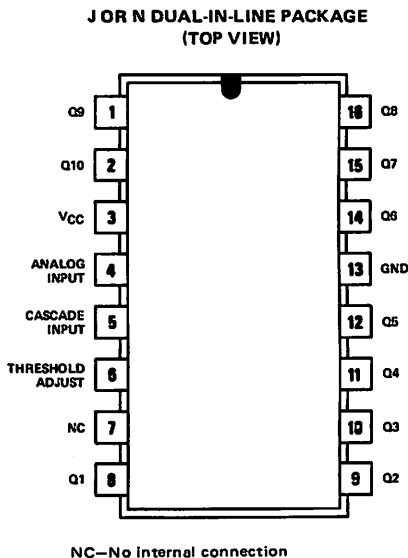 J OR N DUAL-IN-LINE PACKAGE
(TOP VIEW)
Q9 1
Q10 2
VCC 3
ANALOG
INPUT 4
CASCADE
INPUT 5
THRESHOLD
ADJUST 6
NC 7
Q1 8
16 Q8
15 Q7
14 Q6
13 GND
12 Q5
11 Q4
10 Q3
9 Q2
NC—No internal connection